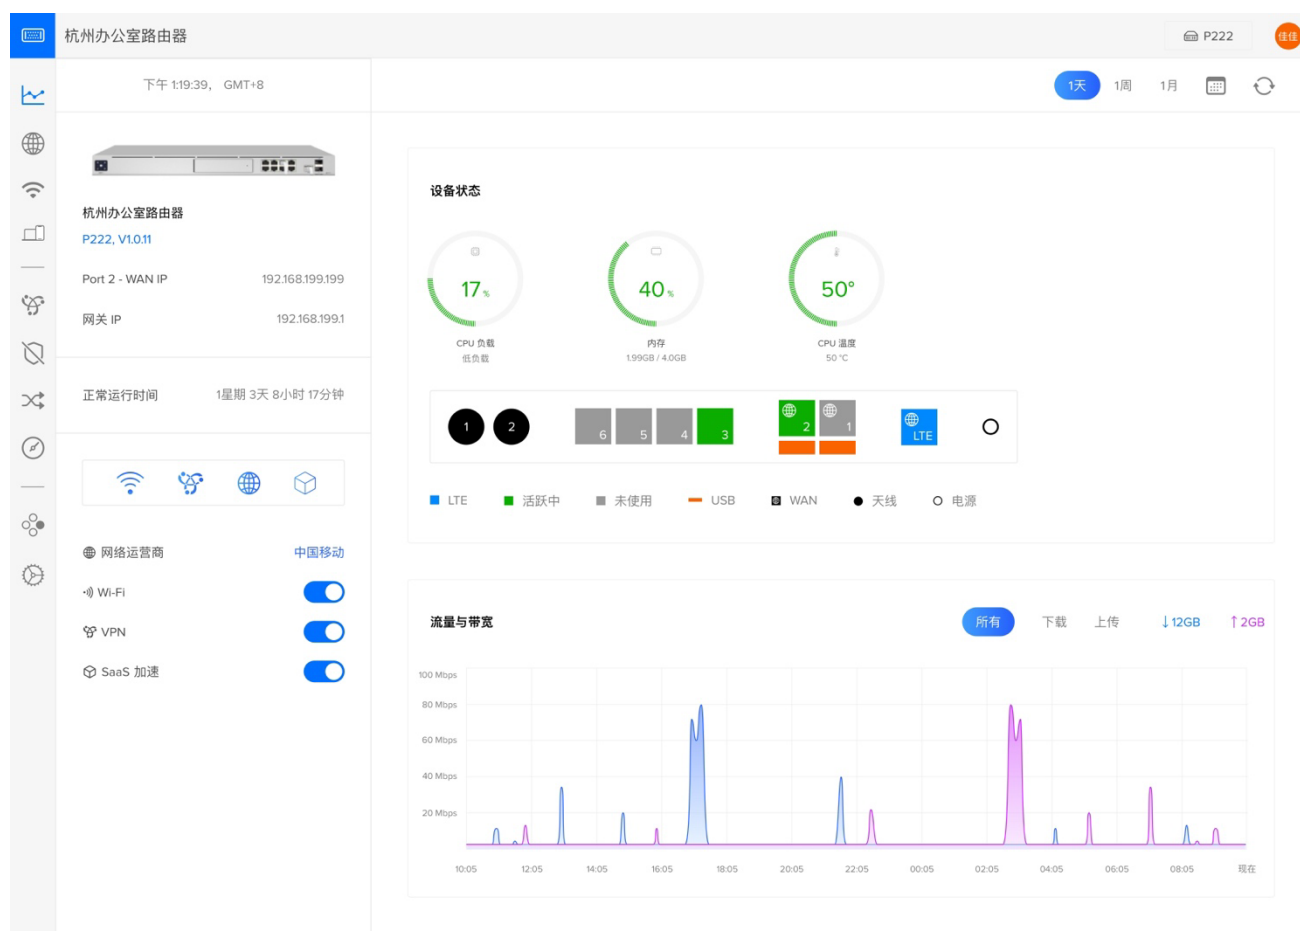 杭州办公室路由器
P222
佳佳
下午 1:19:39, GMT+8
1天 1周 1月
杭州办公室路由器
P222, V1.0.11
Port 2 - WAN IP 192.168.199.199
网关 IP 192.168.199.1
正常运行时间 1星期 3天 8小时 17分钟
网络运营商 中国移动
Wi-Fi
VPN
SaaS 加速
设备状态
17 %
40 %
50°
CPU 负载
低负载
内存
1.99GB / 4.0GB
CPU 温度
50 °C
1 2 6 5 4 3 2 1 LTE
LTE 活跃中 未使用 USB WAN 天线 电源
流量与带宽 所有 下载 上传 ↓12GB ↑2GB
100 Mbps
80 Mbps
60 Mbps
40 Mbps
20 Mbps
10:05 12:05 14:05 16:05 18:05 20:05 22:05 00:05 02:05 04:05 06:05 08:05 现在